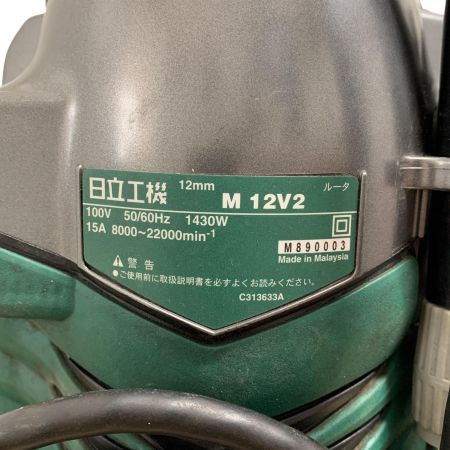 日立工機 12mm M 12V2 ルータ
100V 50/60Hz 1430W
15A 8000~22000min-1
M890003
Made in Malaysia
⚠ 警告
●ご使用前に取扱説明書を必ずよくお読みください。
C313633A